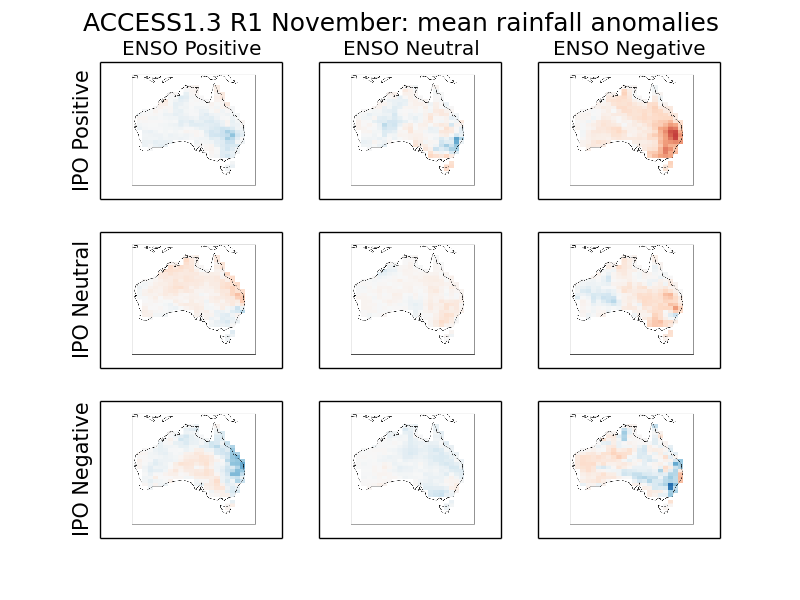 ACCESS1.3 R1 November: mean rainfall anomalies
ENSO Positive
ENSO Neutral
ENSO Negative
IPO Positive
IPO Neutral
IPO Negative